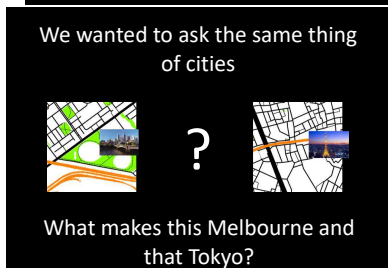 We wanted to ask the same thing
of cities
?
What makes this Melbourne and
that Tokyo?